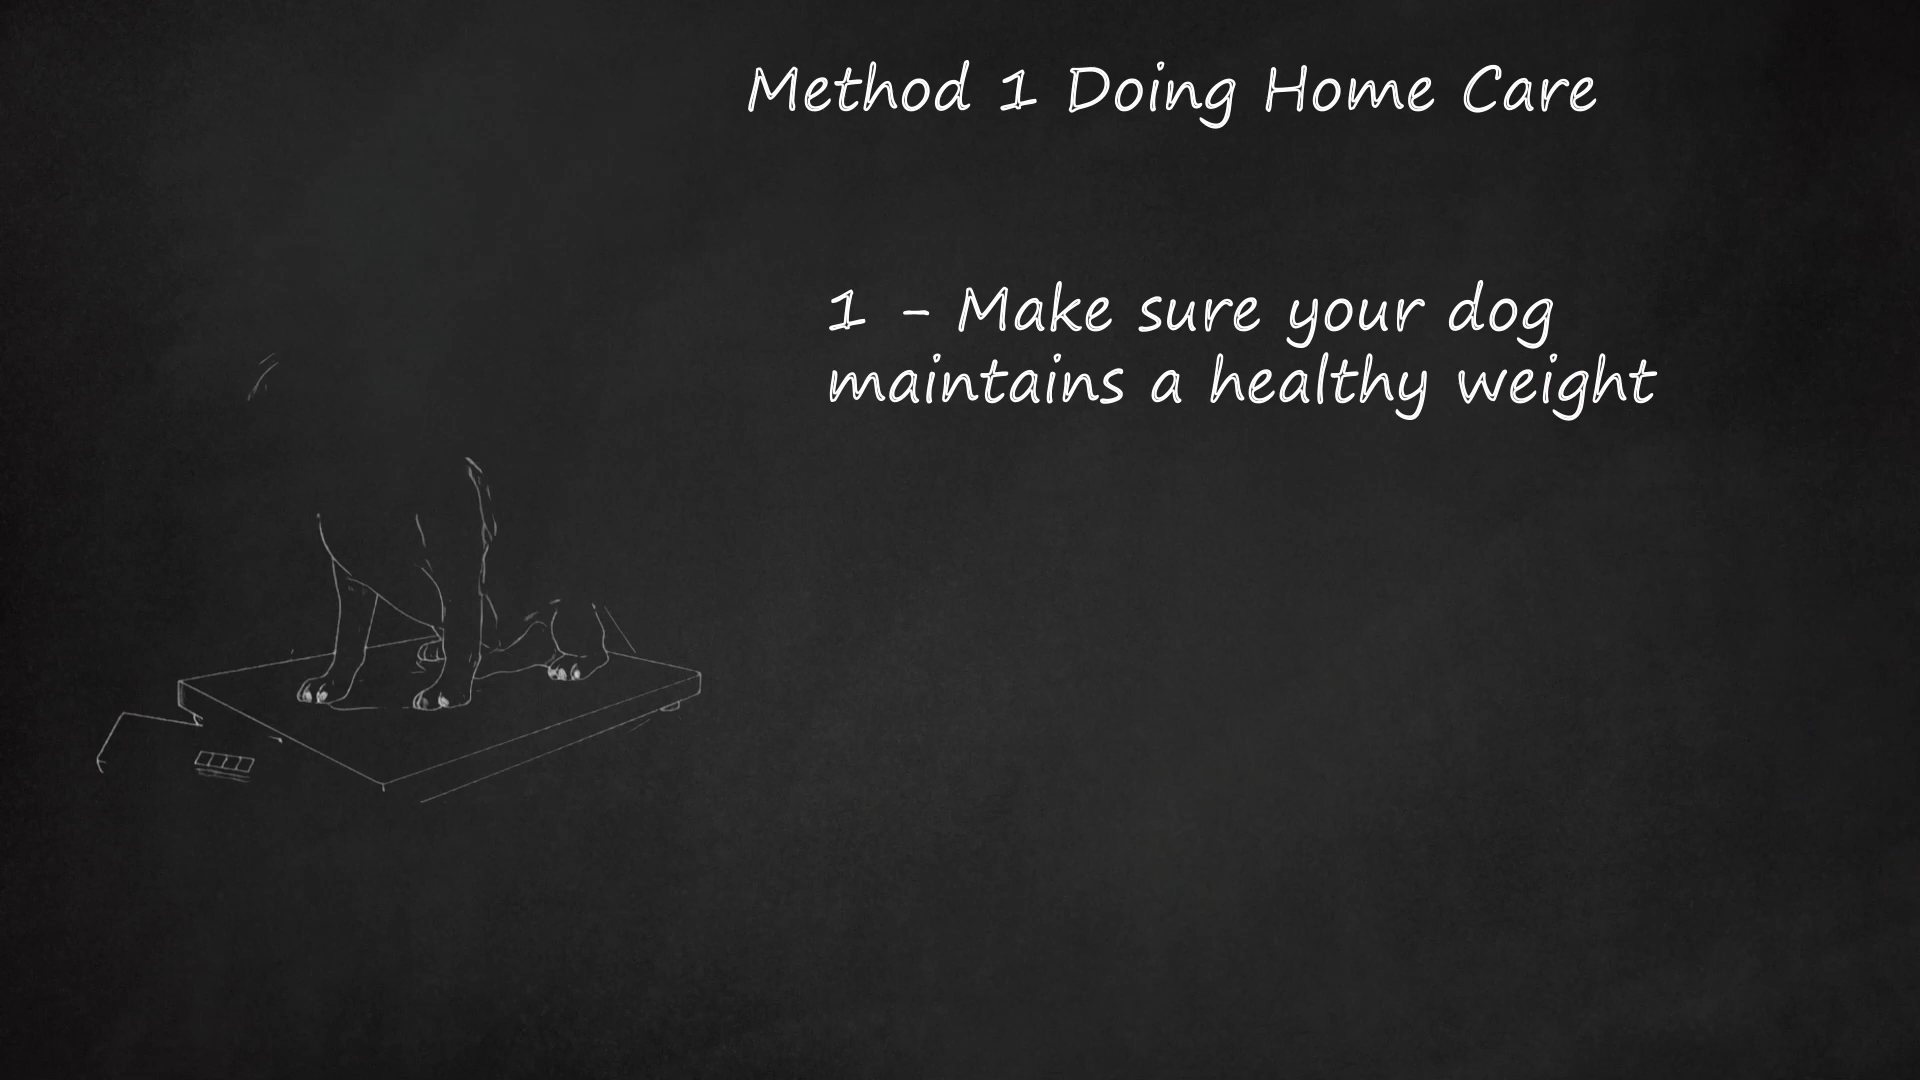 Method 1 Doing Home Care
1 - Make sure your dog
maintains a healthy weight